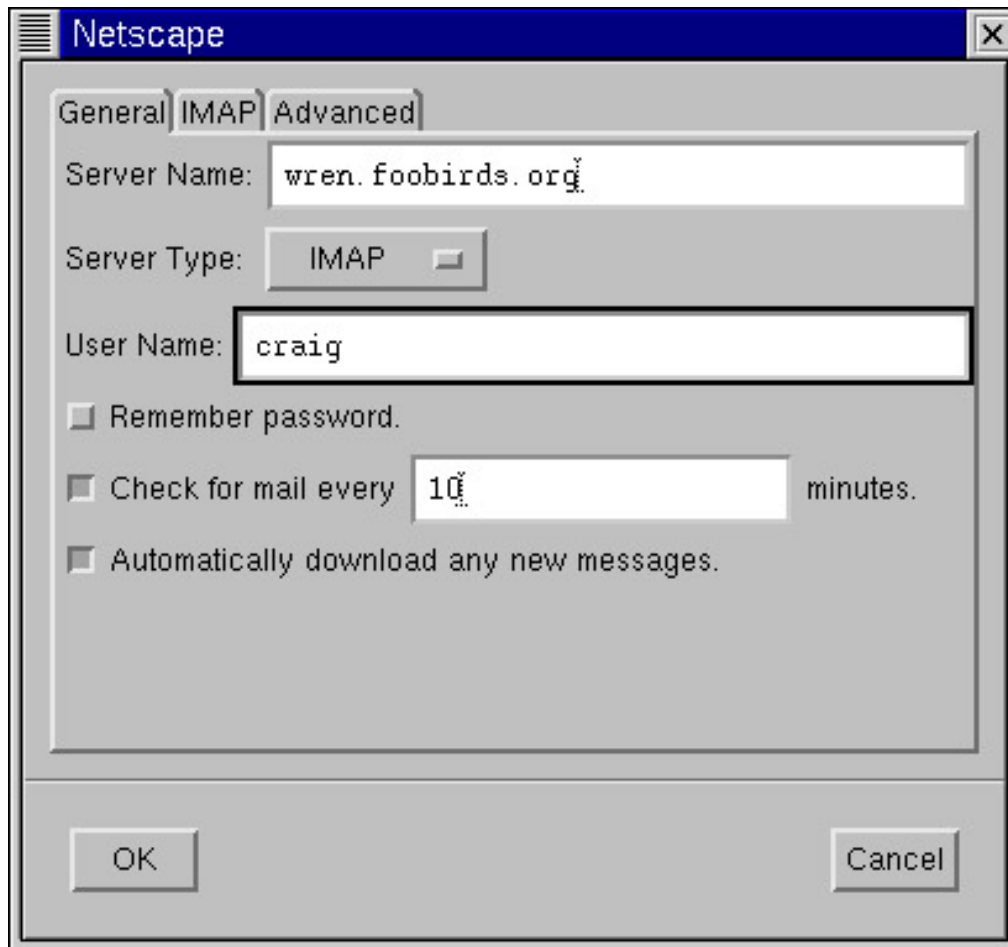 Netscape
General IMAP Advanced
Server Name: wren.foobirds.org
Server Type: IMAP
User Name: craig
Remember password.
Check for mail every 10 minutes.
Automatically download any new messages.
OK Cancel